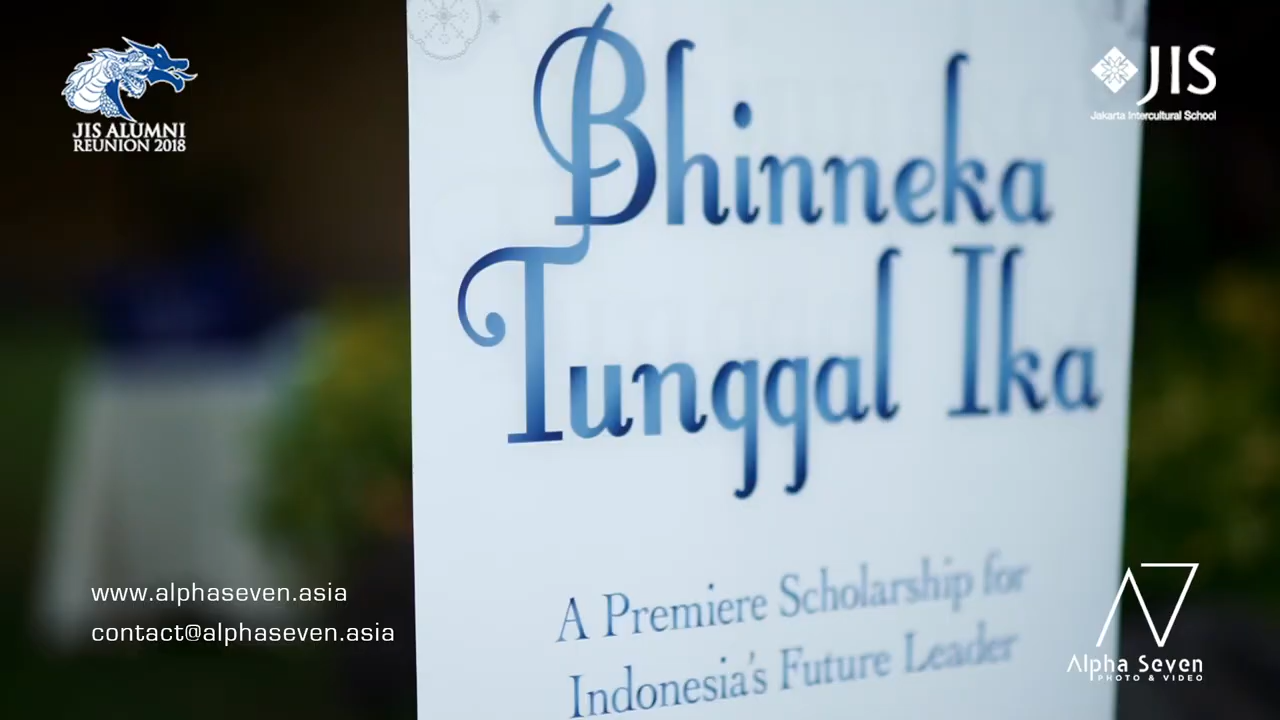 JIS ALUMNI
REUNION 2018
JIS
Jakarta Intercultural School
Bhinneka
Tunggal Ika
A Premiere Scholarship for
Indonesia's Future Leader
www.alphaseven.asia
contact@alphaseven.asia
Alpha Seven
PHOTO & VIDEO